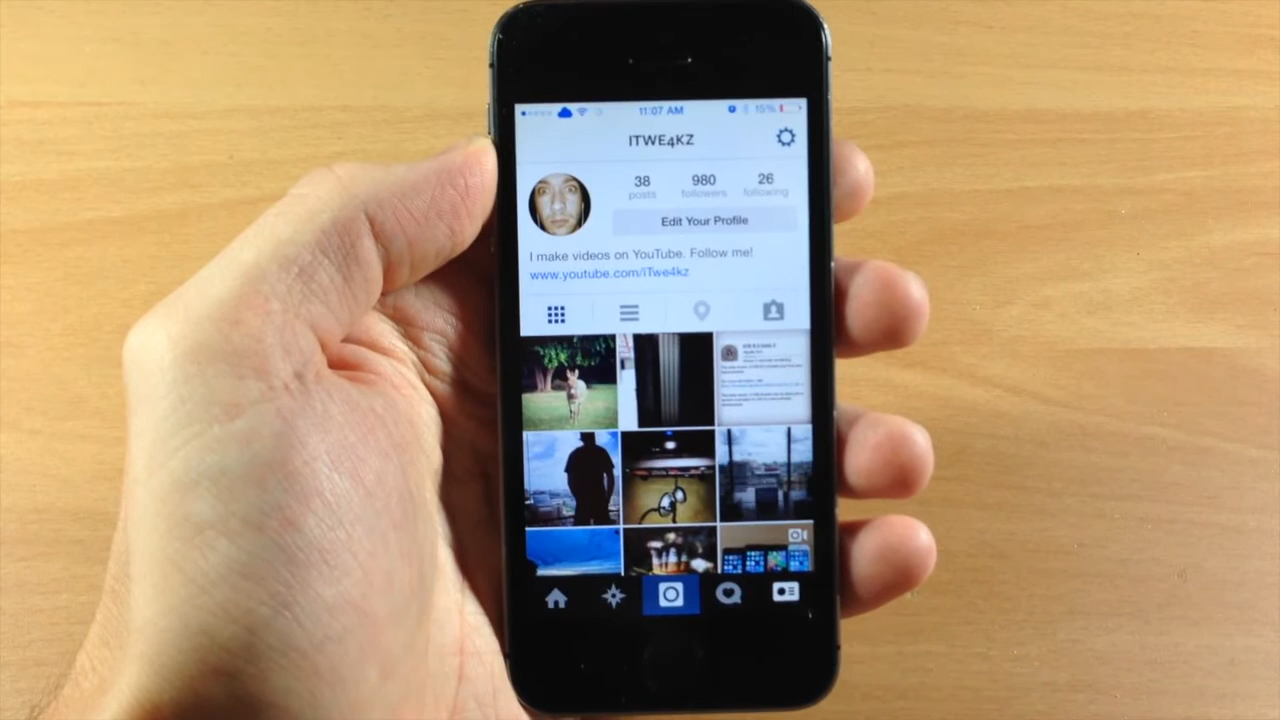 11:07 AM
15%
ITWE4KZ
38
980
26
posts
followers
following
Edit Your Profile
I make videos on YouTube. Follow me!
www.youtube.com/iTwe4kz